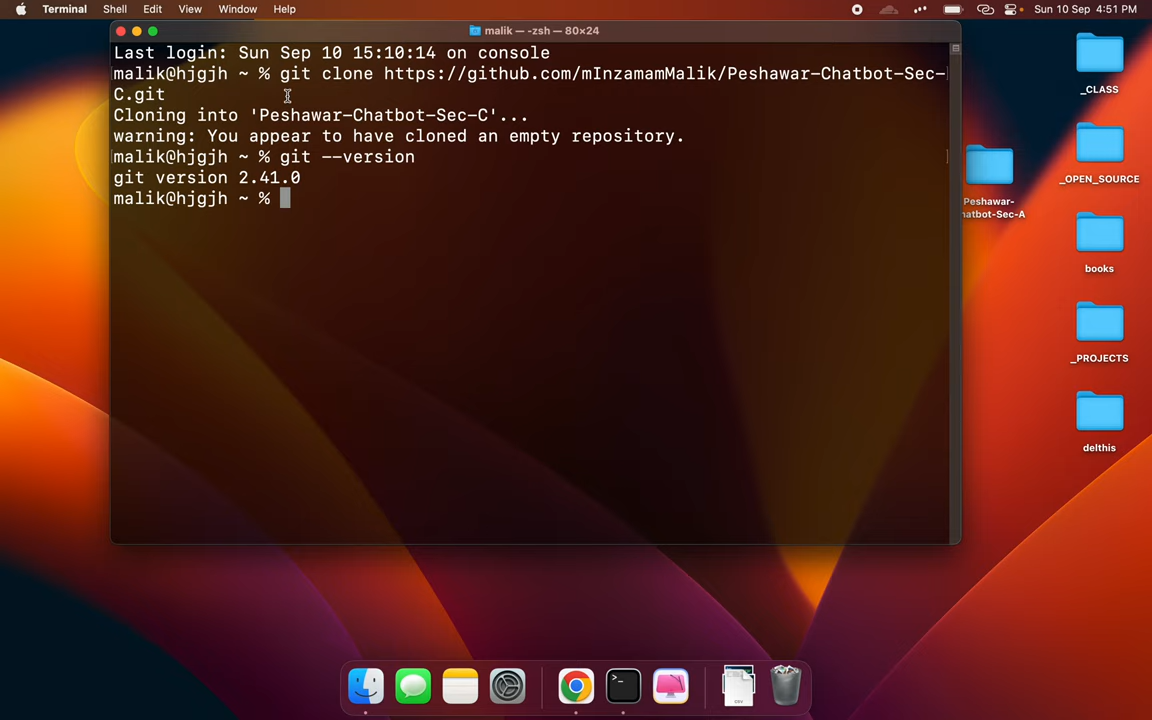 Terminal Shell Edit View Window Help Sun 10 Sep 4:51 PM
malik — -zsh — 80×24
Last login: Sun Sep 10 15:10:14 on console
malik@hjgjh ~ % git clone https://github.com/mInzamamMalik/Peshawar-Chatbot-Sec-
C.git
Cloning into 'Peshawar-Chatbot-Sec-C'...
warning: You appear to have cloned an empty repository.
malik@hjgjh ~ % git --version
git version 2.41.0
malik@hjgjh ~ %
Peshawar-
hatbot-Sec-A
_CLASS
_OPEN_SOURCE
books
_PROJECTS
delthis
>_
CSV